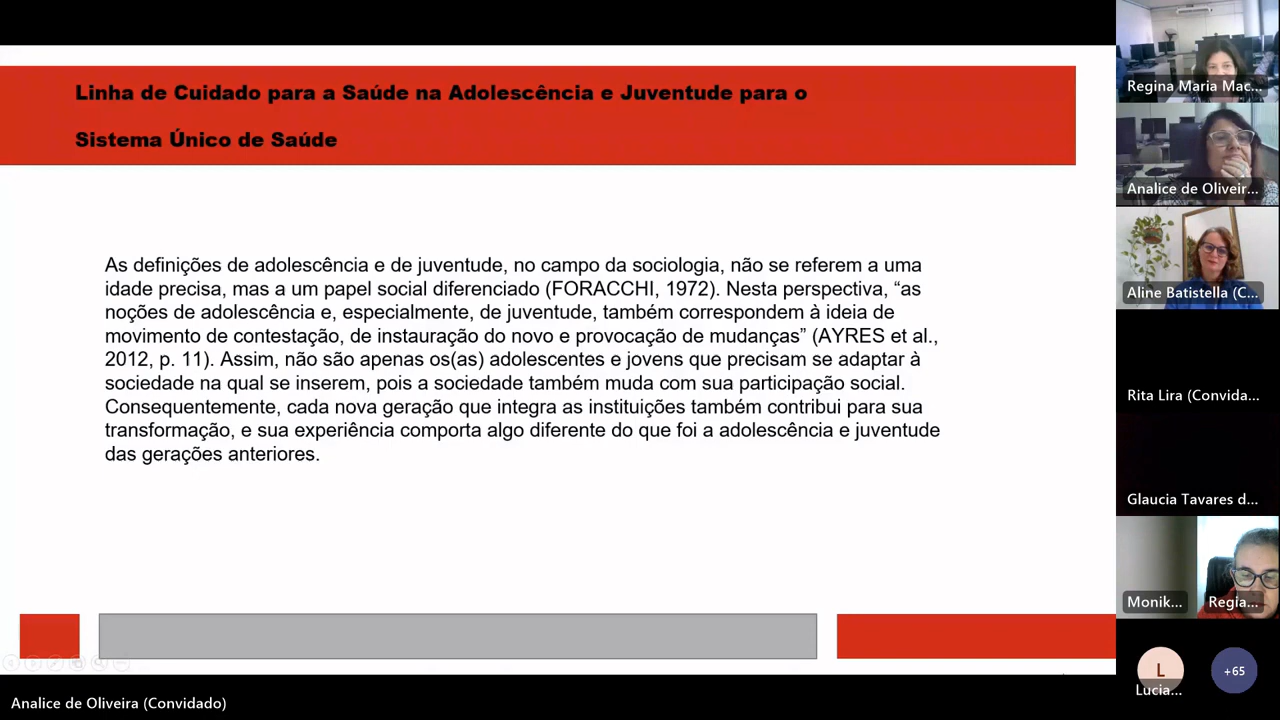 Linha de Cuidado para a Saúde na Adolescência e Juventude para o
Sistema Único de Saúde
As definições de adolescência e de juventude, no campo da sociologia, não se referem a uma
idade precisa, mas a um papel social diferenciado (FORACCHI, 1972). Nesta perspectiva, “as
noções de adolescência e, especialmente, de juventude, também correspondem à ideia de
movimento de contestação, de instauração do novo e provocação de mudanças” (AYRES et al.,
2012, p. 11). Assim, não são apenas os(as) adolescentes e jovens que precisam se adaptar à
sociedade na qual se inserem, pois a sociedade também muda com sua participação social.
Consequentemente, cada nova geração que integra as instituições também contribui para sua
transformação, e sua experiência comporta algo diferente do que foi a adolescência e juventude
das gerações anteriores.
Analice de Oliveira (Convidado)
Regina Maria Mac...
Analice de Oliveir...
Aline Batistella (C...
Rita Lira (Convida...
Glaucia Tavares d...
Monik...
Regia...
L
Lucia...
+65